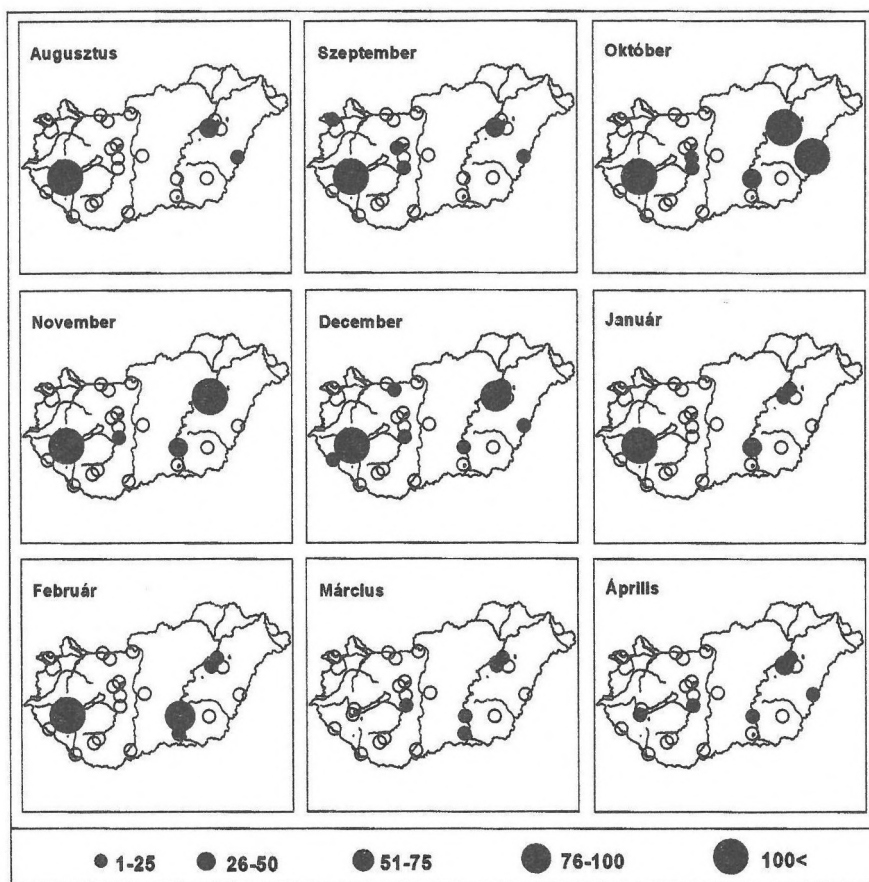 Augusztus
Szeptember
Október
November
December
Január
Február
Március
Április
1-25
26-50
51-75
76-100
100<